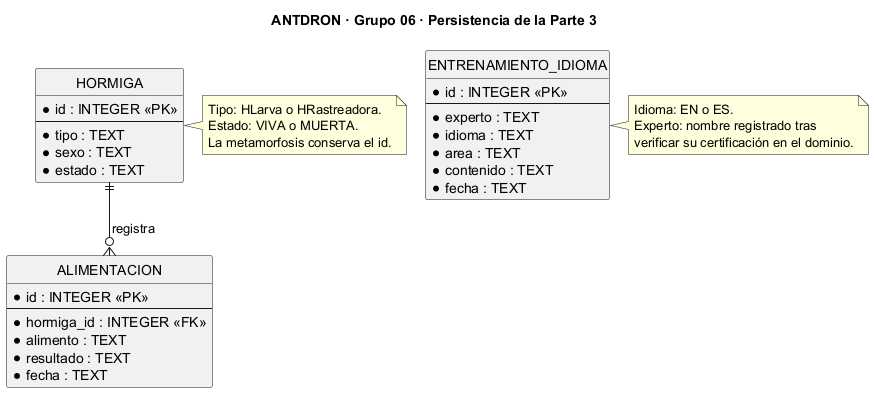 ANTDRON · Grupo 06 · Persistencia de la Parte 3
HORMIGA
id : INTEGER «PK»
tipo : TEXT
sexo : TEXT
estado : TEXT
Tipo: HLarva o HRastreadora.
Estado: VIVA o MUERTA.
La metamorfosis conserva el id.
ENTRENAMIENTO_IDIOMA
id : INTEGER «PK»
experto : TEXT
idioma : TEXT
area : TEXT
contenido : TEXT
fecha : TEXT
Idioma: EN o ES.
Experto: nombre registrado tras
verificar su certificación en el dominio.
registra
ALIMENTACION
id : INTEGER «PK»
hormiga_id : INTEGER «FK»
alimento : TEXT
resultado : TEXT
fecha : TEXT